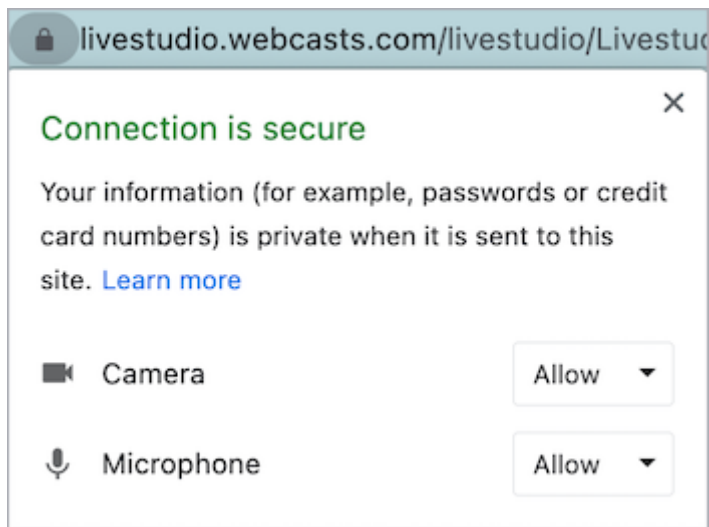 livestudio.webcasts.com/livestudio/Livestud
Connection is secure
Your information (for example, passwords or credit
card numbers) is private when it is sent to this
site. Learn more
Camera
Allow
Microphone
Allow